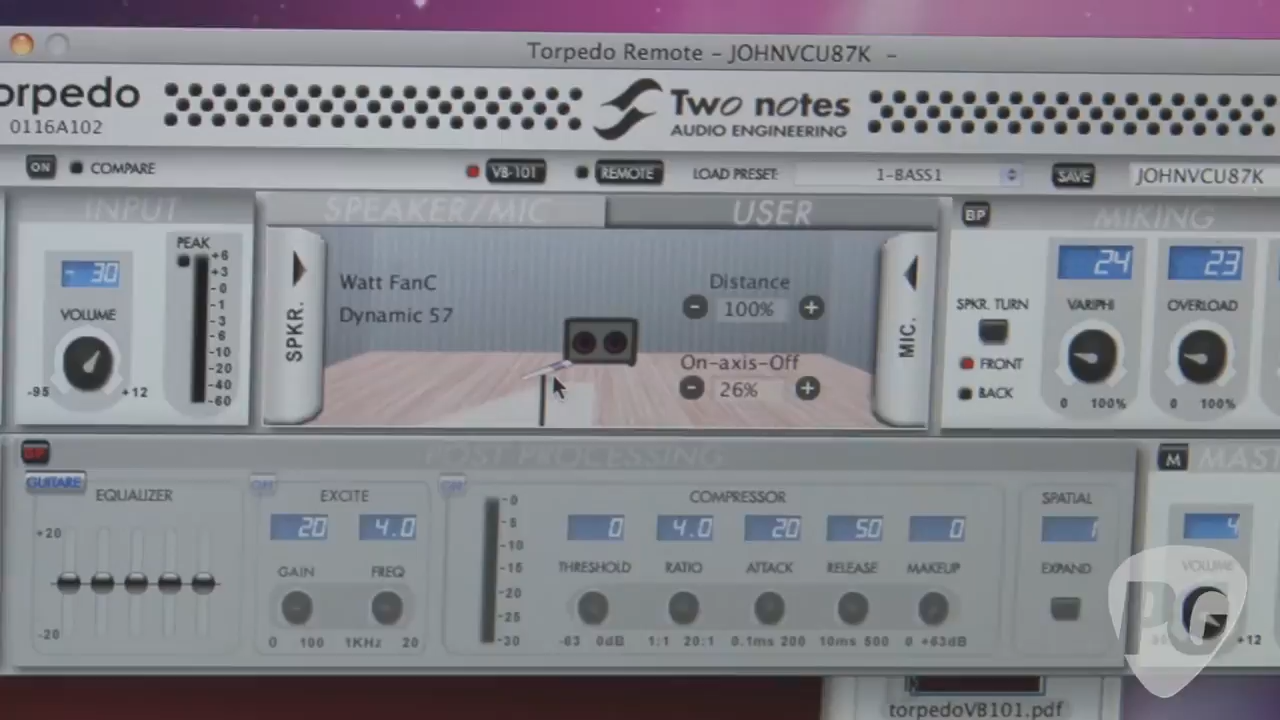 Torpedo Remote - JOHNVCU87K -
orpedo
0116A102
Two notes
AUDIO ENGINEERING
ON COMPARE VB-101 REMOTE LOAD PRESET: 1-BASS1 SAVE JOHNVCU87K
INPUT
SPEAKER/MIC
USER
BP
MIKING
PEAK
+6
+3
-0
-1
-3
-6
-10
-20
-40
-60
-30
VOLUME
-95 +12
SPKR.
Watt FanC
Dynamic 57
Distance
- 100% +
On-axis-Off
- 26% +
MIC.
SPKR. TURN
FRONT
BACK
24
VARIPHI
0 100%
23
OVERLOAD
0 100%
BP
POST PROCESSING
GUITARE
EQUALIZER
+20
-20
EXCITE
20 4.0
GAIN FREQ
0 100 1KHz 20
-0
-5
-10
-15
-20
-25
-30
COMPRESSOR
0 4.0 20 50 0
THRESHOLD RATIO ATTACK RELEASE MAKEUP
-63 0dB 1:1 20:1 0.1ms 200 10ms 500 0 +63dB
SPATIAL
1
EXPAND
M
MAST
4
VOLUME
+12
PG
torpedoVB101.pdf